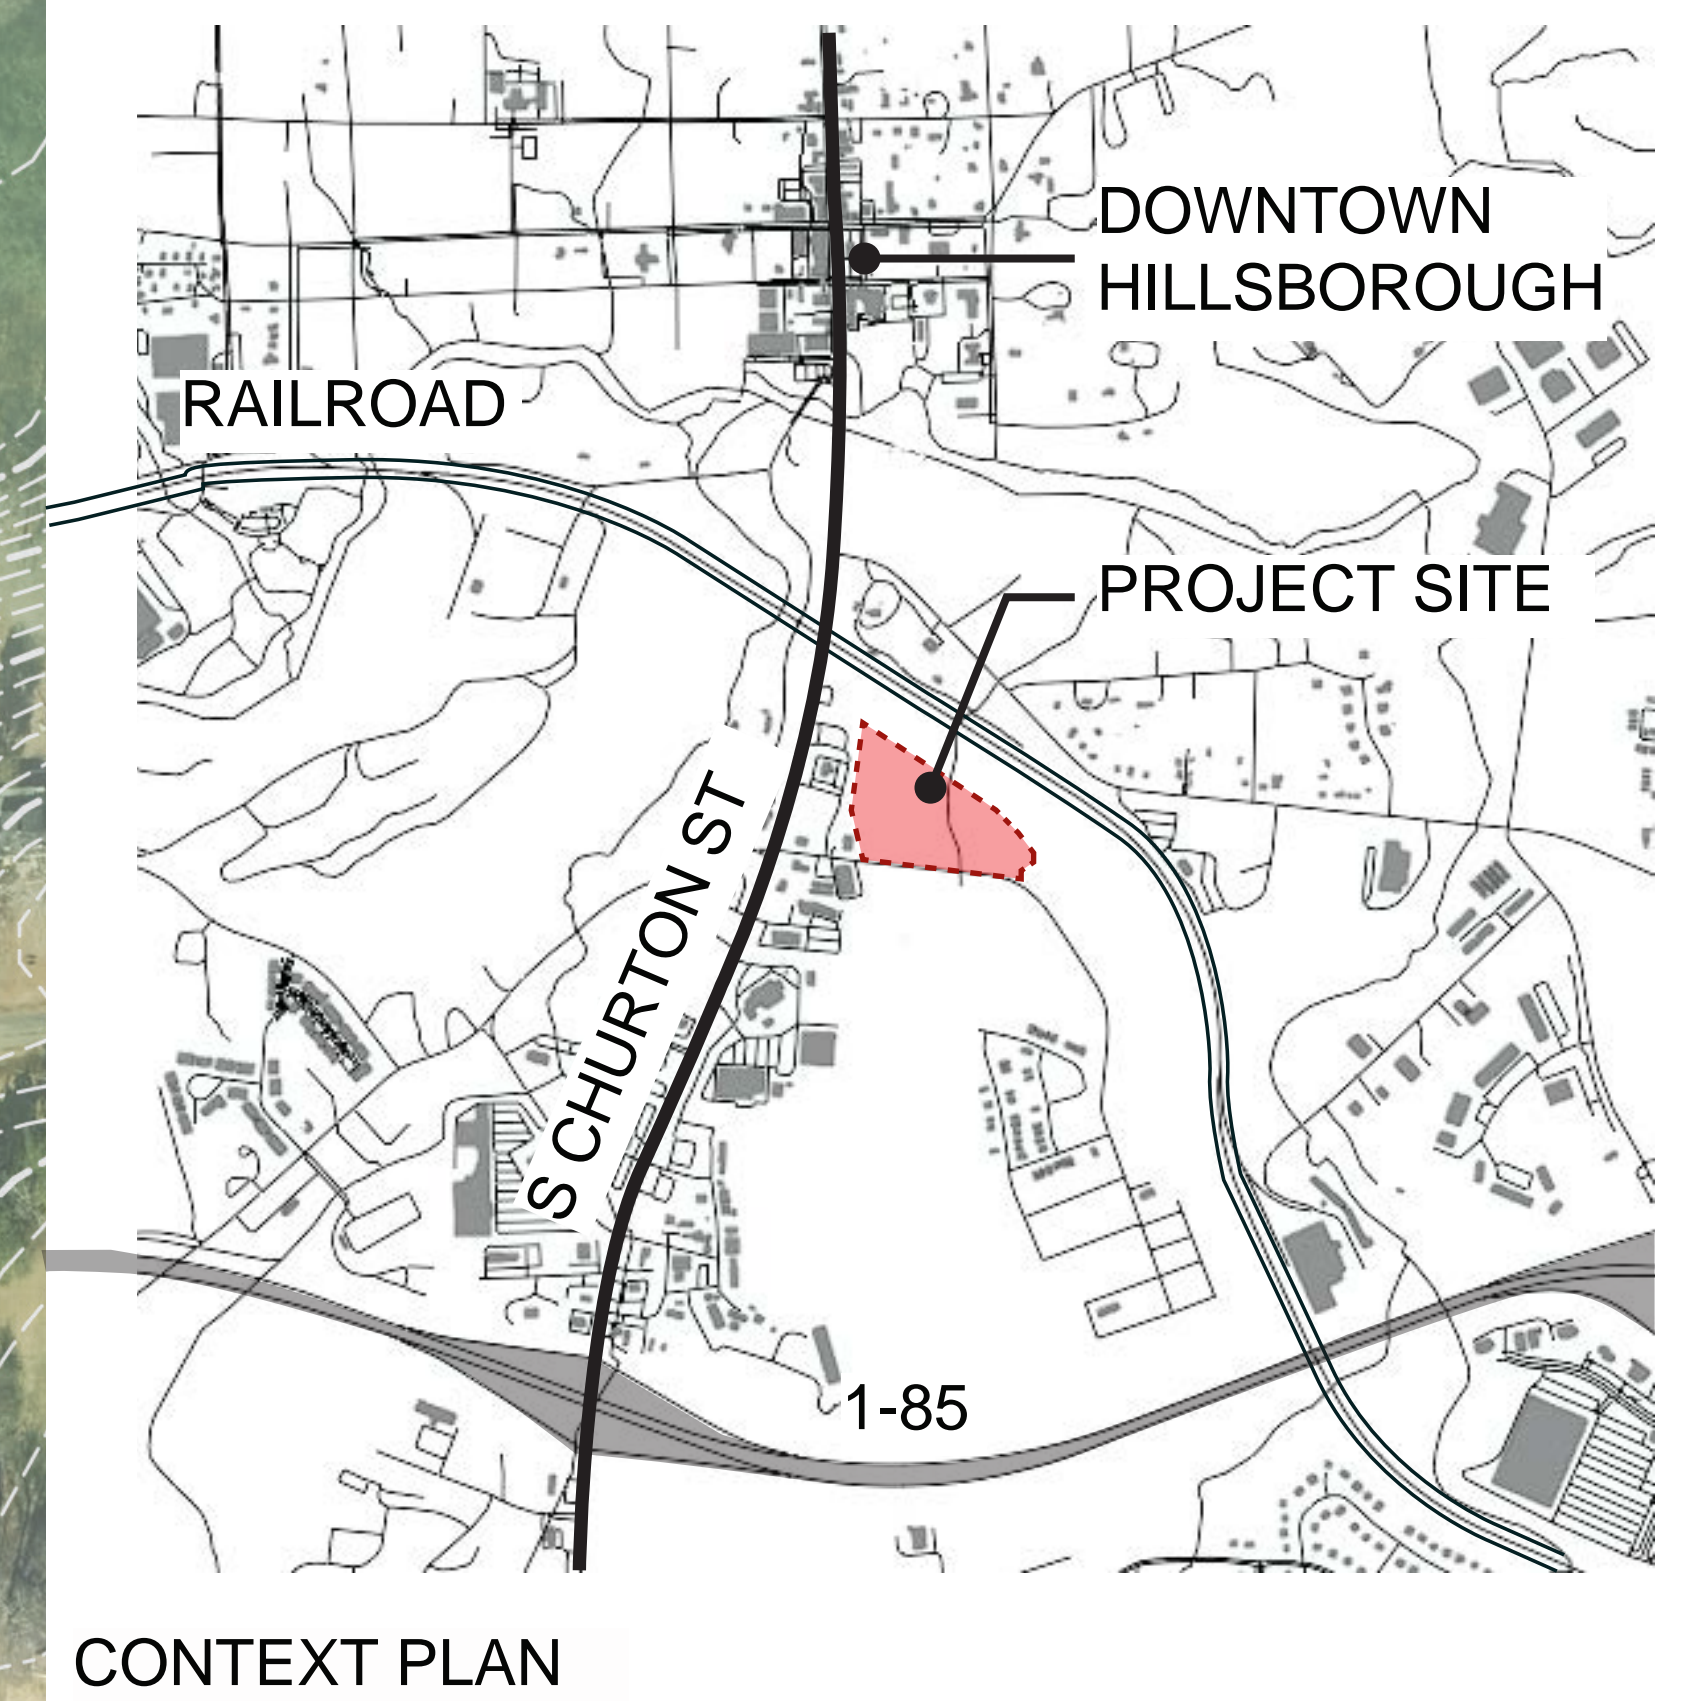 DOWNTOWN
HILLSBOROUGH
RAILROAD
PROJECT SITE
S CHURTON ST
1-85
CONTEXT PLAN